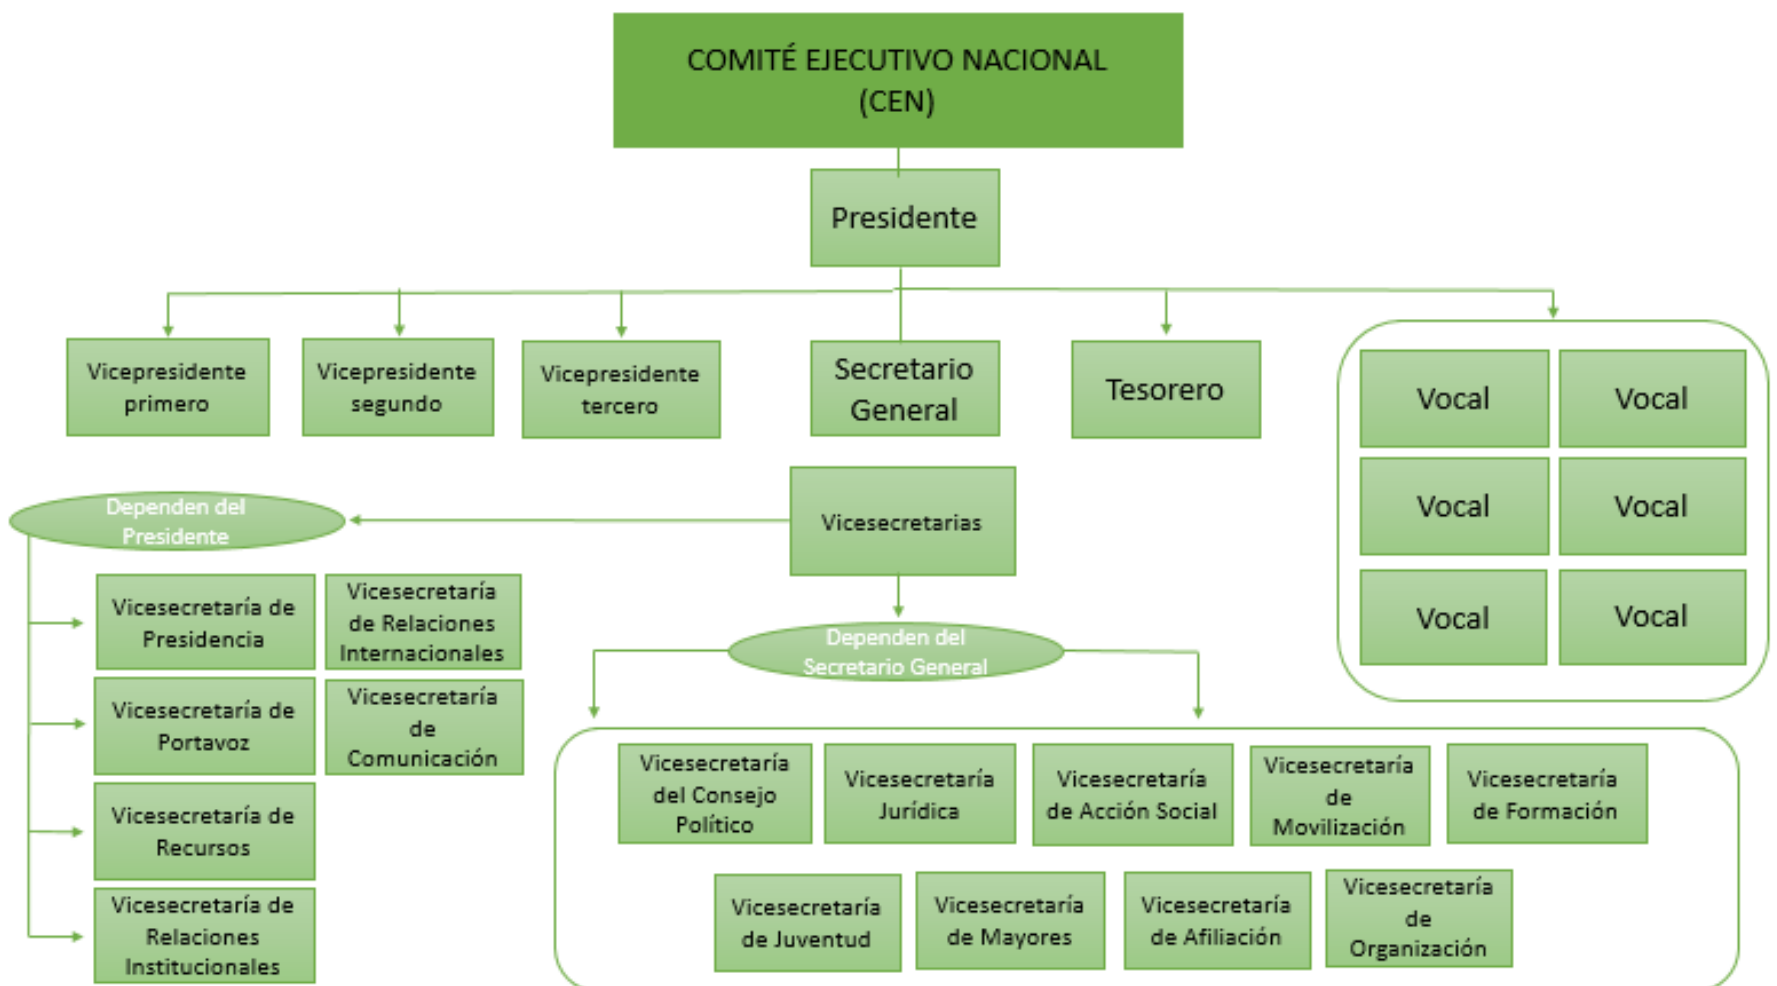 COMITÉ EJECUTIVO NACIONAL
(CEN)
Presidente
Vicepresidente
primero
Vicepresidente
segundo
Vicepresidente
tercero
Secretario
General
Tesorero
Vocal
Vocal
Vocal
Vocal
Vocal
Vocal
Vicesecretarias
Dependen del
Presidente
Vicesecretaría de
Presidencia
Vicesecretaría
de Relaciones
Internacionales
Vicesecretaría de
Portavoz
Vicesecretaría
de
Comunicación
Vicesecretaría de
Recursos
Vicesecretaría de
Relaciones
Institucionales
Dependen del
Secretario General
Vicesecretaría
del Consejo
Político
Vicesecretaría
Jurídica
Vicesecretaría
de Acción Social
Vicesecretaría
de
Movilización
Vicesecretaría
de Formación
Vicesecretaría
de Juventud
Vicesecretaría
de Mayores
Vicesecretaría
de Afiliación
Vicesecretaría
de
Organización